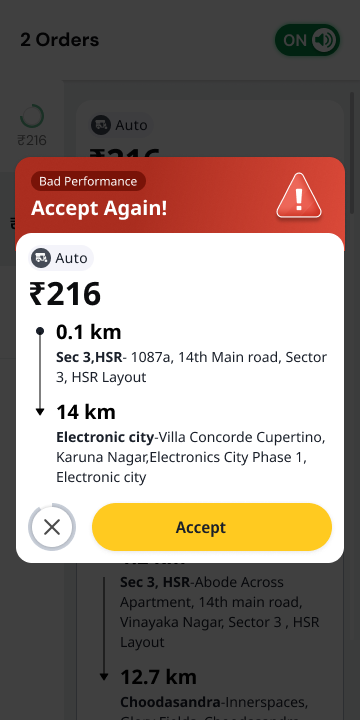 2 Orders
ON
₹216
Auto
₹216
Bad Performance
Accept Again!
Auto
₹216
0.1 km
Sec 3,HSR- 1087a, 14th Main road, Sector
3, HSR Layout
14 km
Electronic city-Villa Concorde Cupertino,
Karuna Nagar,Electronics City Phase 1,
Electronic city
Accept
Sec 3, HSR-Abode Across
Apartment, 14th main road,
Vinayaka Nagar, Sector 3 , HSR
Layout
12.7 km
Choodasandra-Innerspaces,